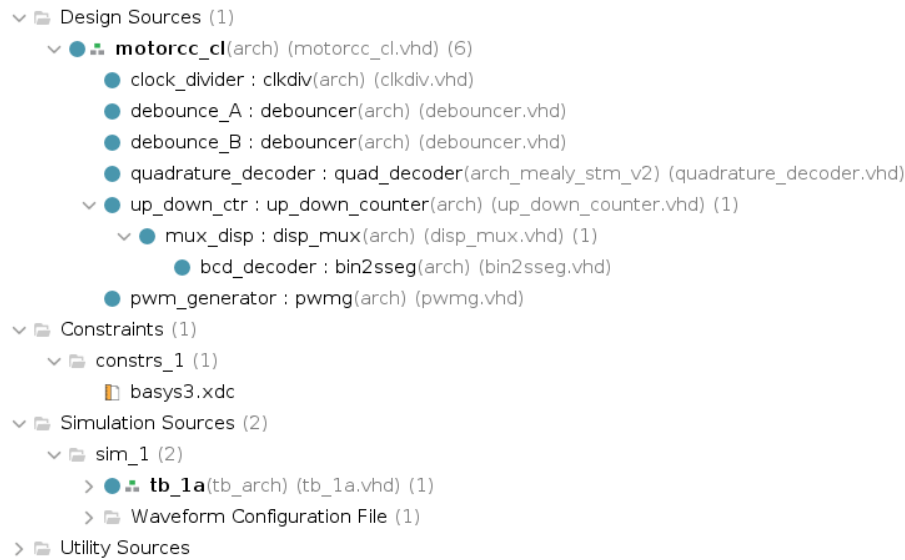 Design Sources (1)
motorcc_cl(arch) (motorcc_cl.vhd) (6)
clock_divider : clkdiv(arch) (clkdiv.vhd)
debounce_A : debouncer(arch) (debouncer.vhd)
debounce_B : debouncer(arch) (debouncer.vhd)
quadrature_decoder : quad_decoder(arch_mealy_stm_v2) (quadrature_decoder.vhd)
up_down_ctr : up_down_counter(arch) (up_down_counter.vhd) (1)
mux_disp : disp_mux(arch) (disp_mux.vhd) (1)
bcd_decoder : bin2sseg(arch) (bin2sseg.vhd)
pwm_generator : pwmg(arch) (pwmg.vhd)
Constraints (1)
constrs_1 (1)
basys3.xdc
Simulation Sources (2)
sim_1 (2)
tb_1a(tb_arch) (tb_1a.vhd) (1)
Waveform Configuration File (1)
Utility Sources